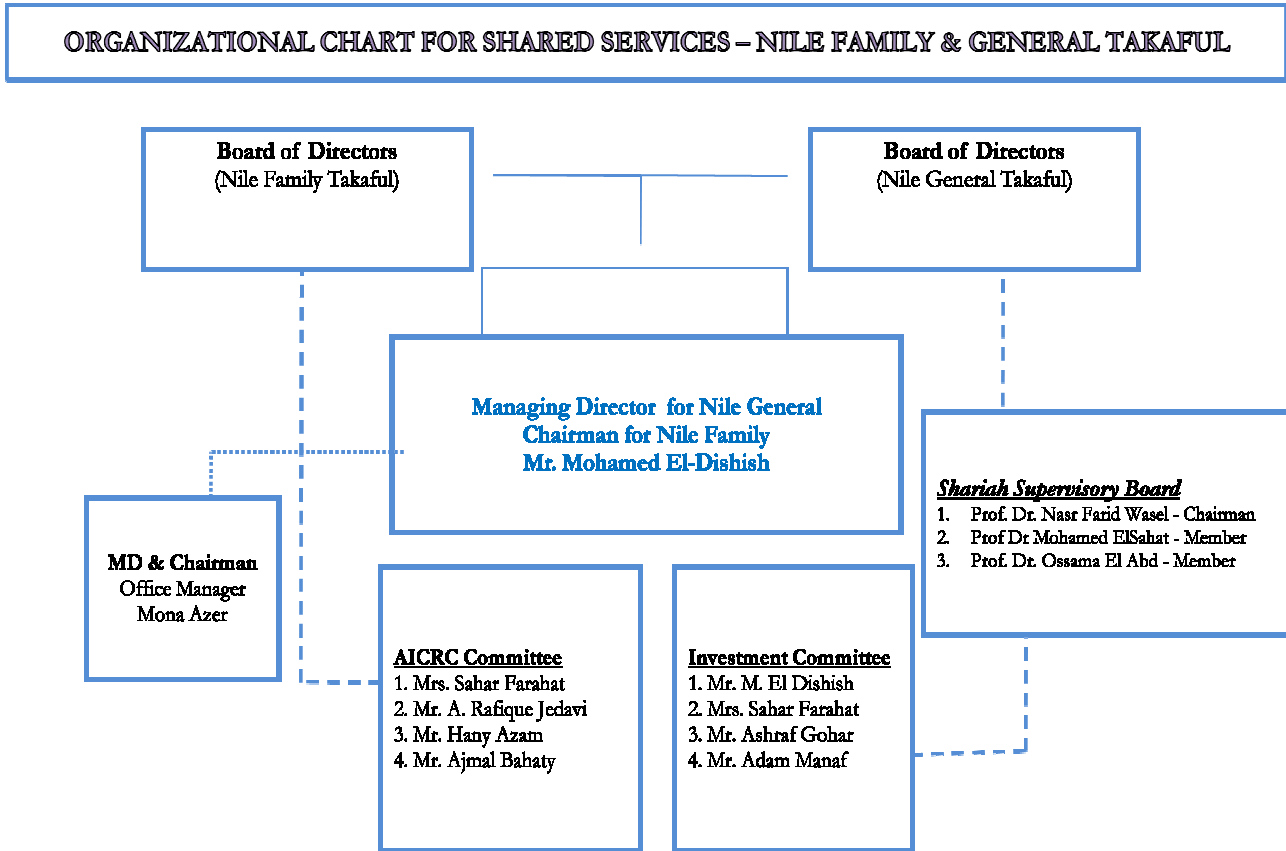 ORGANIZATIONAL CHART FOR SHARED SERVICES – NILE FAMILY & GENERAL TAKAFUL
Board of Directors
(Nile Family Takaful)
Board of Directors
(Nile General Takaful)
Managing Director for Nile General
Chairman for Nile Family
Mr. Mohamed El-Dishish
Shariah Supervisory Board
1. Prof. Dr. Nasr Farid Wasel - Chairman
2. Prof Dr Mohamed ElSahat - Member
3. Prof. Dr. Ossama El Abd - Member
MD & Chairman
Office Manager
Mona Azer
AICRC Committee
1. Mrs. Sahar Farahat
2. Mr. A. Rafique Jedavi
3. Mr. Hany Azam
4. Mr. Ajmal Bahaty
Investment Committee
1. Mr. M. El Dishish
2. Mrs. Sahar Farahat
3. Mr. Ashraf Gohar
4. Mr. Adam Manaf